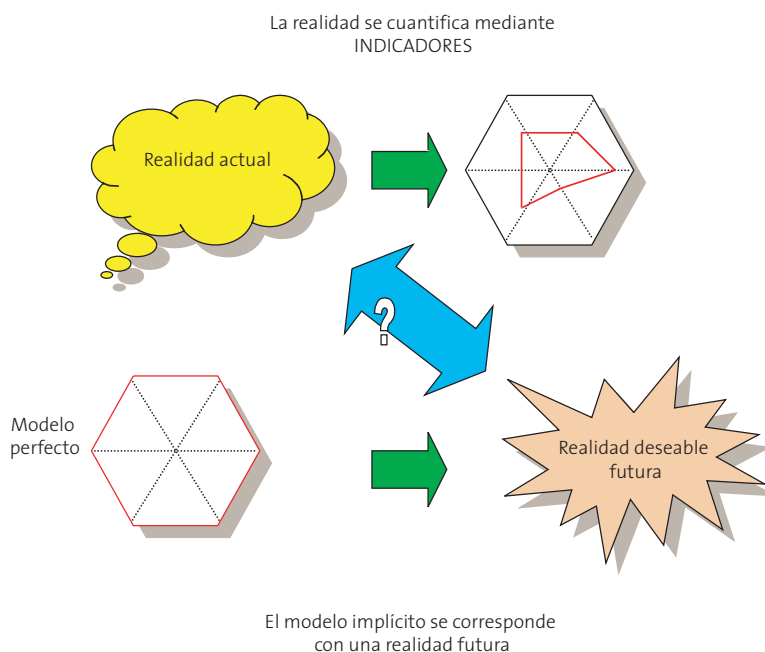 La realidad se cuantifica mediante
INDICADORES
Realidad actual
?
Modelo
perfecto
Realidad deseable
futura
El modelo implícito se corresponde
con una realidad futura